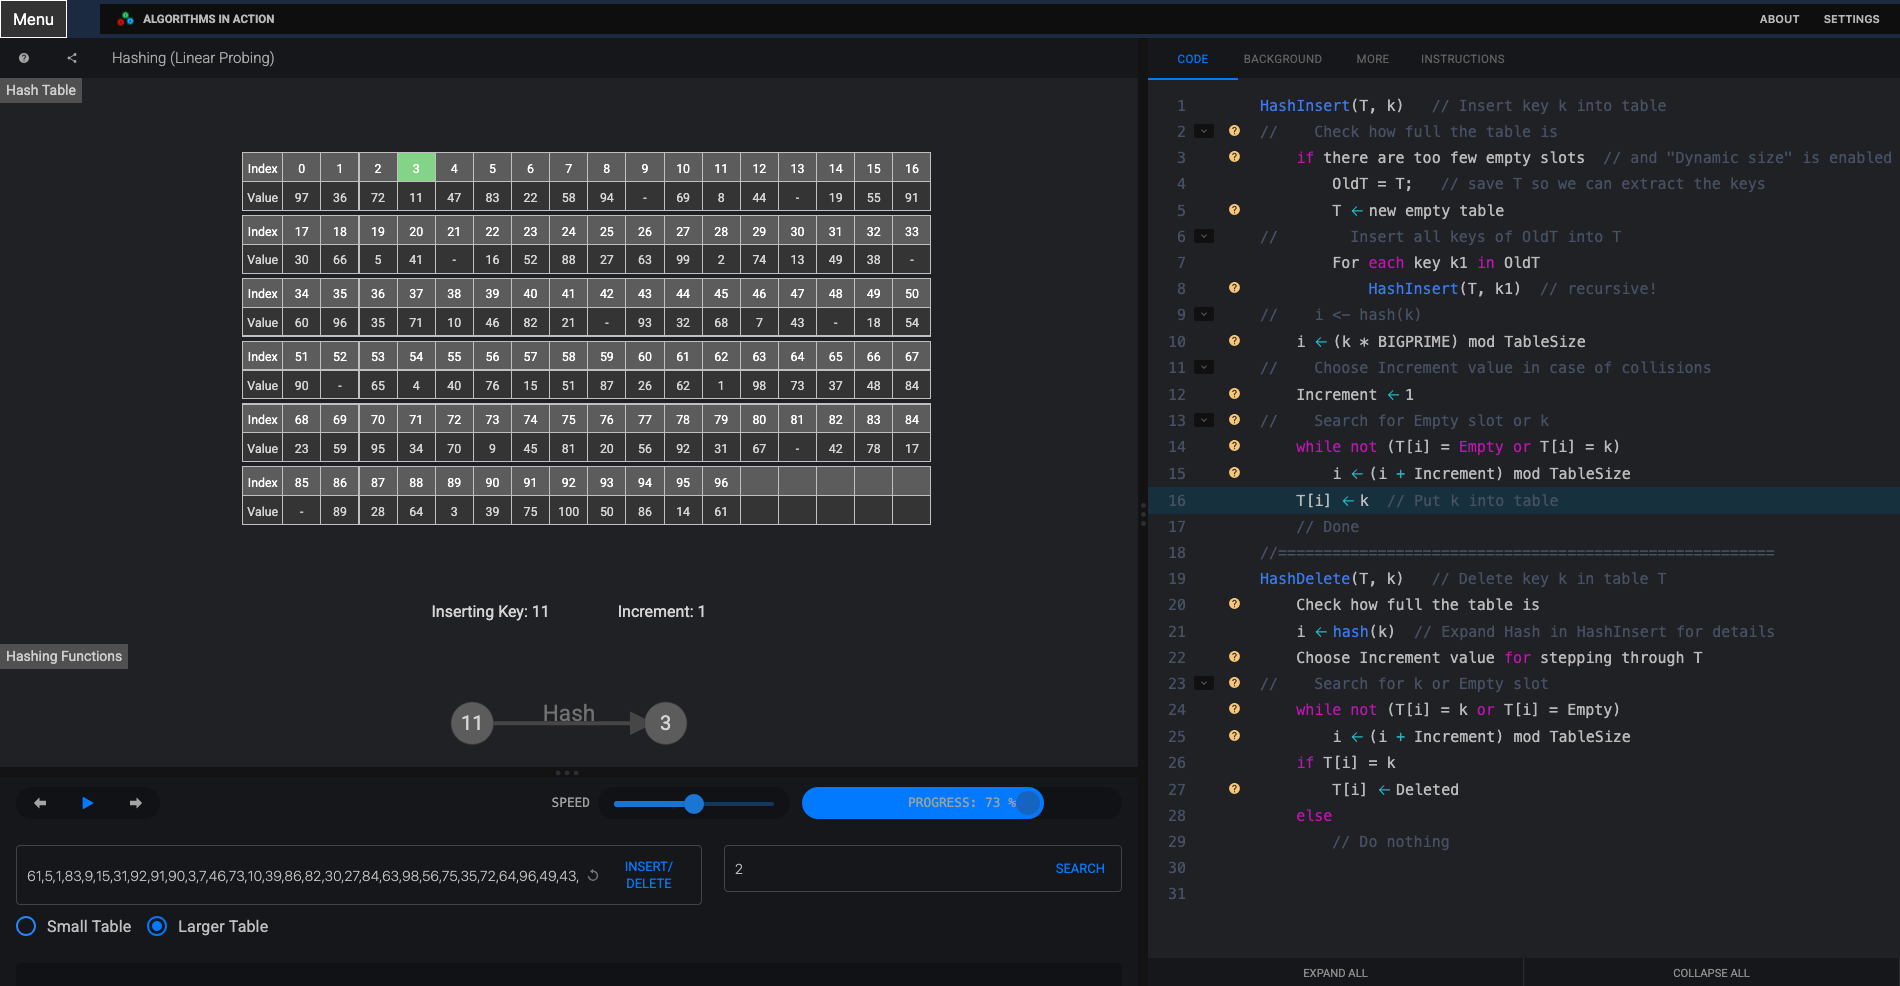 Menu
ALGORITHMS IN ACTION
ABOUT SETTINGS
Hashing (Linear Probing)
Hash Table
Index 0 1 2 3 4 5 6 7 8 9 10 11 12 13 14 15 16
Value 97 36 72 11 47 83 22 58 94 - 69 8 44 - 19 55 91
Index 17 18 19 20 21 22 23 24 25 26 27 28 29 30 31 32 33
Value 30 66 5 41 - 16 52 88 27 63 99 2 74 13 49 38 -
Index 34 35 36 37 38 39 40 41 42 43 44 45 46 47 48 49 50
Value 60 96 35 71 10 46 82 21 - 93 32 68 7 43 - 18 54
Index 51 52 53 54 55 56 57 58 59 60 61 62 63 64 65 66 67
Value 90 - 65 4 40 76 15 51 87 26 62 1 98 73 37 48 84
Index 68 69 70 71 72 73 74 75 76 77 78 79 80 81 82 83 84
Value 23 59 95 34 70 9 45 81 20 56 92 31 67 - 42 78 17
Index 85 86 87 88 89 90 91 92 93 94 95 96
Value - 89 28 64 3 39 75 100 50 86 14 61
Inserting Key: 11 Increment: 1
Hashing Functions
11 Hash 3
SPEED PROGRESS: 73 %
61,5,1,83,9,15,31,92,91,90,3,7,46,73,10,39,86,82,30,27,84,63,98,56,75,35,72,64,96,49,43,
INSERT/
DELETE
2 SEARCH
Small Table Larger Table
CODE BACKGROUND MORE INSTRUCTIONS
1 HashInsert(T, k) // Insert key k into table
2 // Check how full the table is
3 if there are too few empty slots // and "Dynamic size" is enabled
4 OldT = T; // save T so we can extract the keys
5 T ← new empty table
6 // Insert all keys of OldT into T
7 For each key k1 in OldT
8 HashInsert(T, k1) // recursive!
9 // i <- hash(k)
10 i ← (k * BIGPRIME) mod TableSize
11 // Choose Increment value in case of collisions
12 Increment ← 1
13 // Search for Empty slot or k
14 while not (T[i] = Empty or T[i] = k)
15 i ← (i + Increment) mod TableSize
16 T[i] ← k // Put k into table
17 // Done
18 //=======================================================
19 HashDelete(T, k) // Delete key k in table T
20 Check how full the table is
21 i ← hash(k) // Expand Hash in HashInsert for details
22 Choose Increment value for stepping through T
23 // Search for k or Empty slot
24 while not (T[i] = k or T[i] = Empty)
25 i ← (i + Increment) mod TableSize
26 if T[i] = k
27 T[i] ← Deleted
28 else
29 // Do nothing
30
31
EXPAND ALL COLLAPSE ALL